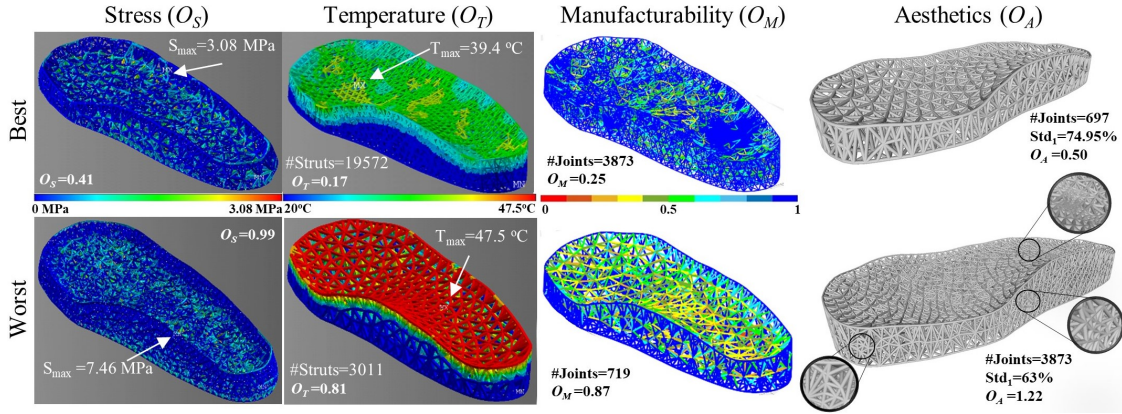 Stress (O_S)
Temperature (O_T)
Manufacturability (O_M)
Aesthetics (O_A)
Best
S_max=3.08 MPa
MX
O_S=0.41
T_max=39.4 °C
MX
#Struts=19572
O_T=0.17
MN
#Joints=3873
O_M=0.25
#Joints=697
Std_1=74.95%
O_A=0.50
0 MPa
3.08 MPa
20°C
47.5°C
0
0.5
1
Worst
O_S=0.99
S_max =7.46 MPa
T_max=47.5 °C
#Struts=3011
O_T=0.81
MN
#Joints=719
O_M=0.87
#Joints=3873
Std_1=63%
O_A=1.22